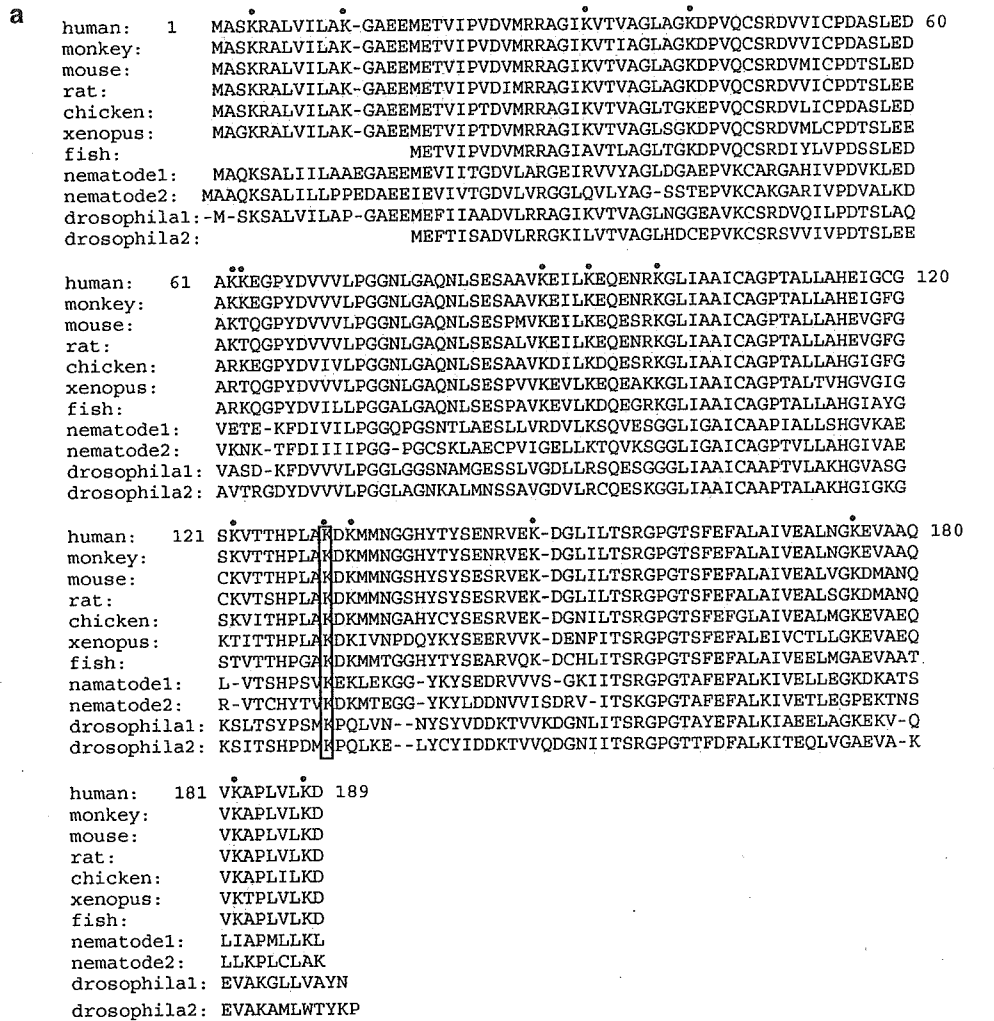 a
human: 1 MASKRALVILAK-GAEEMETVIPVDVMRRAGIKVTVAGLAGKDPVQCSRDVVICPDASLED 60
monkey: MASKRALVILAK-GAEEMETVIPVDVMRRAGIKVTIAGLAGKDPVQCSRDVVICPDASLED
mouse: MASKRALVILAK-GAEEMETVIPVDVMRRAGIKVTVAGLAGKDPVQCSRDVMICPDTSLED
rat: MASKRALVILAK-GAEEMETVIPVDIMRRAGIKVTVAGLAGKDPVQCSRDVVICPDTSLEE
chicken: MASKRALVILAK-GAEEMETVIPTDVMRRAGIKVTVAGLTGKEPVQCSRDVLICPDASLED
xenopus: MAGKRALVILAK-GAEEMETVIPTDVMRRAGIKVTVAGLSGKDPVQCSRDVMLCPDTSLEE
fish: METVIPVDVMRRAGIAVTLAGLTGKDPVQCSRDIYLVPDSSLED
nematode1: MAQKSALIILAAEGAEEMEVIITGDVLARGEIRVVYAGLDGAEPVKCARGAHIVPDVKLED
nematode2: MAAQKSALILLPPEDAEEIEVIVTGDVLVRGGLQVLYAG-SSTEPVKCAKGARIVPDVALKD
drosophila1:-M-SKSALVILAP-GAEEMEFIIAADVLRRAGIKVTVAGLNGGEAVKCSRDVQILPDTSLAQ
drosophila2: MEFTISADVLRRGKILVTVAGLHDCEPVKCSRSVVIVPDTSLEE
human: 61 AKKEGPYDVVVLPGGNLGAQNLSESAAVKEILKEQENRKGLIAAICAGPTALLAHEIGCG 120
monkey: AKKEGPYDVVVLPGGNLGAQNLSESAAVKEILKEQENRKGLIAAICAGPTALLAHEIGFG
mouse: AKTQGPYDVVVLPGGNLGAQNLSESPMVKEILKEQESRKGLIAAICAGPTALLAHEVGFG
rat: AKTQGPYDVVVLPGGNLGAQNLSESALVKEILKEQENRKGLIAAICAGPTALLAHEVGFG
chicken: ARKEGPYDVIVLPGGNLGAQNLSESAAVKDILKDQESRKGLIAAICAGPTALLAHGIGFG
xenopus: ARTQGPYDVVVLPGGNLGAQNLSESPVVKEVLKEQEAKKGLIAAICAGPTALTVHGVGIG
fish: ARKQGPYDVILLPGGALGAQNLSESPAVKEVLKDQEGRKGLIAAICAGPTALLAHGIAYG
nematode1: VETE-KFDIVILPGGQPGSNTLAESLLVRDVLKSQVESGGLIGAICAAPIALLSHGVKAE
nematode2: VKNK-TFDIIIIPGG-PGCSKLAECPVIGELLKTQVKSGGLIGAICAGPTVLLAHGIVAE
drosophila1: VASD-KFDVVVLPGGLGGSNAMGESSLVGDLLRSQESGGGLIAAICAAPTVLAKHGVASG
drosophila2: AVTRGDYDVVVLPGGLAGNKALMNSSAVGDVLRCQESKGGLIAAICAAPTALAKHGIGKG
human: 121 SKVTTHPLAKDKMMNGGHYTYSENRVEK-DGLILTSRGPGTSFEFALAIVEALNGKEVAAQ 180
monkey: SKVTTHPLAKDKMMNGGHYTYSENRVEK-DGLILTSRGPGTSFEFALAIVEALNGKEVAAQ
mouse: CKVTTHPLAKDKMMNGSHYSYSESRVEK-DGLILTSRGPGTSFEFALAIVEALVGKDMANQ
rat: CKVTSHPLAKDKMMNGSHYSYSESRVEK-DGLILTSRGPGTSFEFALAIVEALSGKDMANQ
chicken: SKVITHPLAKDKMMNGAHYCYSESRVEK-DGNILTSRGPGTSFEFGLAIVEALMGKEVAEQ
xenopus: KTITTHPLAKDKIVNPDQYKYSEERVVK-DENFITSRGPGTSFEFALEIVCTLLGKEVAEQ
fish: STVTTHPGAKDKMMTGGHYTYSEARVQK-DCHLITSRGPGTSFEFALAIVEELMGAEVAAT
namatode1: L-VTSHPSVKEKLEKGG-YKYSEDRVVVS-GKIITSRGPGTAFEFALKIVELLEGKDKATS
nematode2: R-VTCHYTVKDKMTEGG-YKYLDDNVVISDRV-ITSKGPGTAFEFALKIVETLEGPEKTNS
drosophila1: KSLTSYPSMKPQLVN--NYSYVDDKTVVKDGNLITSRGPGTAYEFALKIAEELAGKEKV-Q
drosophila2: KSITSHPDMKPQLKE--LYCYIDDKTVVQDGNIITSRGPGTTFDFALKITEQLVGAEVA-K
human: 181 VKAPLVLKD 189
monkey: VKAPLVLKD
mouse: VKAPLVLKD
rat: VKAPLVLKD
chicken: VKAPLILKD
xenopus: VKTPLVLKD
fish: VKAPLVLKD
nematode1: LIAPMLLKL
nematode2: LLKPLCLAK
drosophila1: EVAKGLLVAYN
drosophila2: EVAKAMLWTYKP